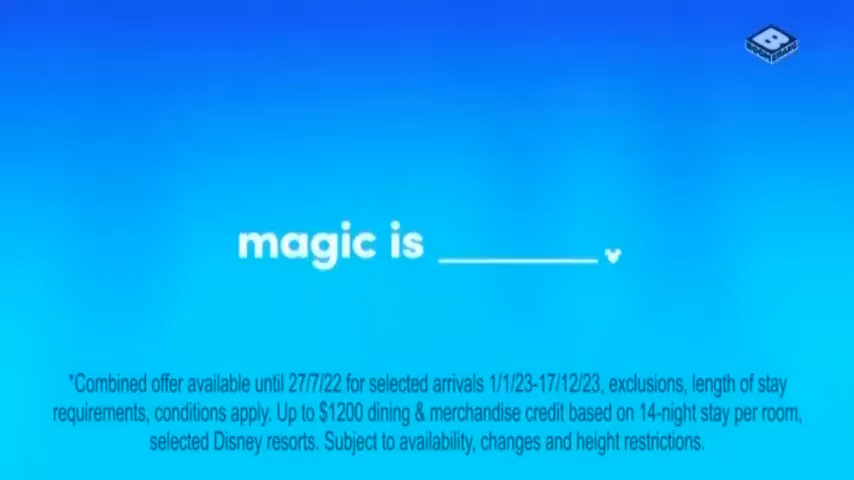 B
BOOMERANG
magic is ________
*Combined offer available until 27/7/22 for selected arrivals 1/1/23-17/12/23, exclusions, length of stay
requirements, conditions apply. Up to $1200 dining & merchandise credit based on 14-night stay per room,
selected Disney resorts. Subject to availability, changes and height restrictions.